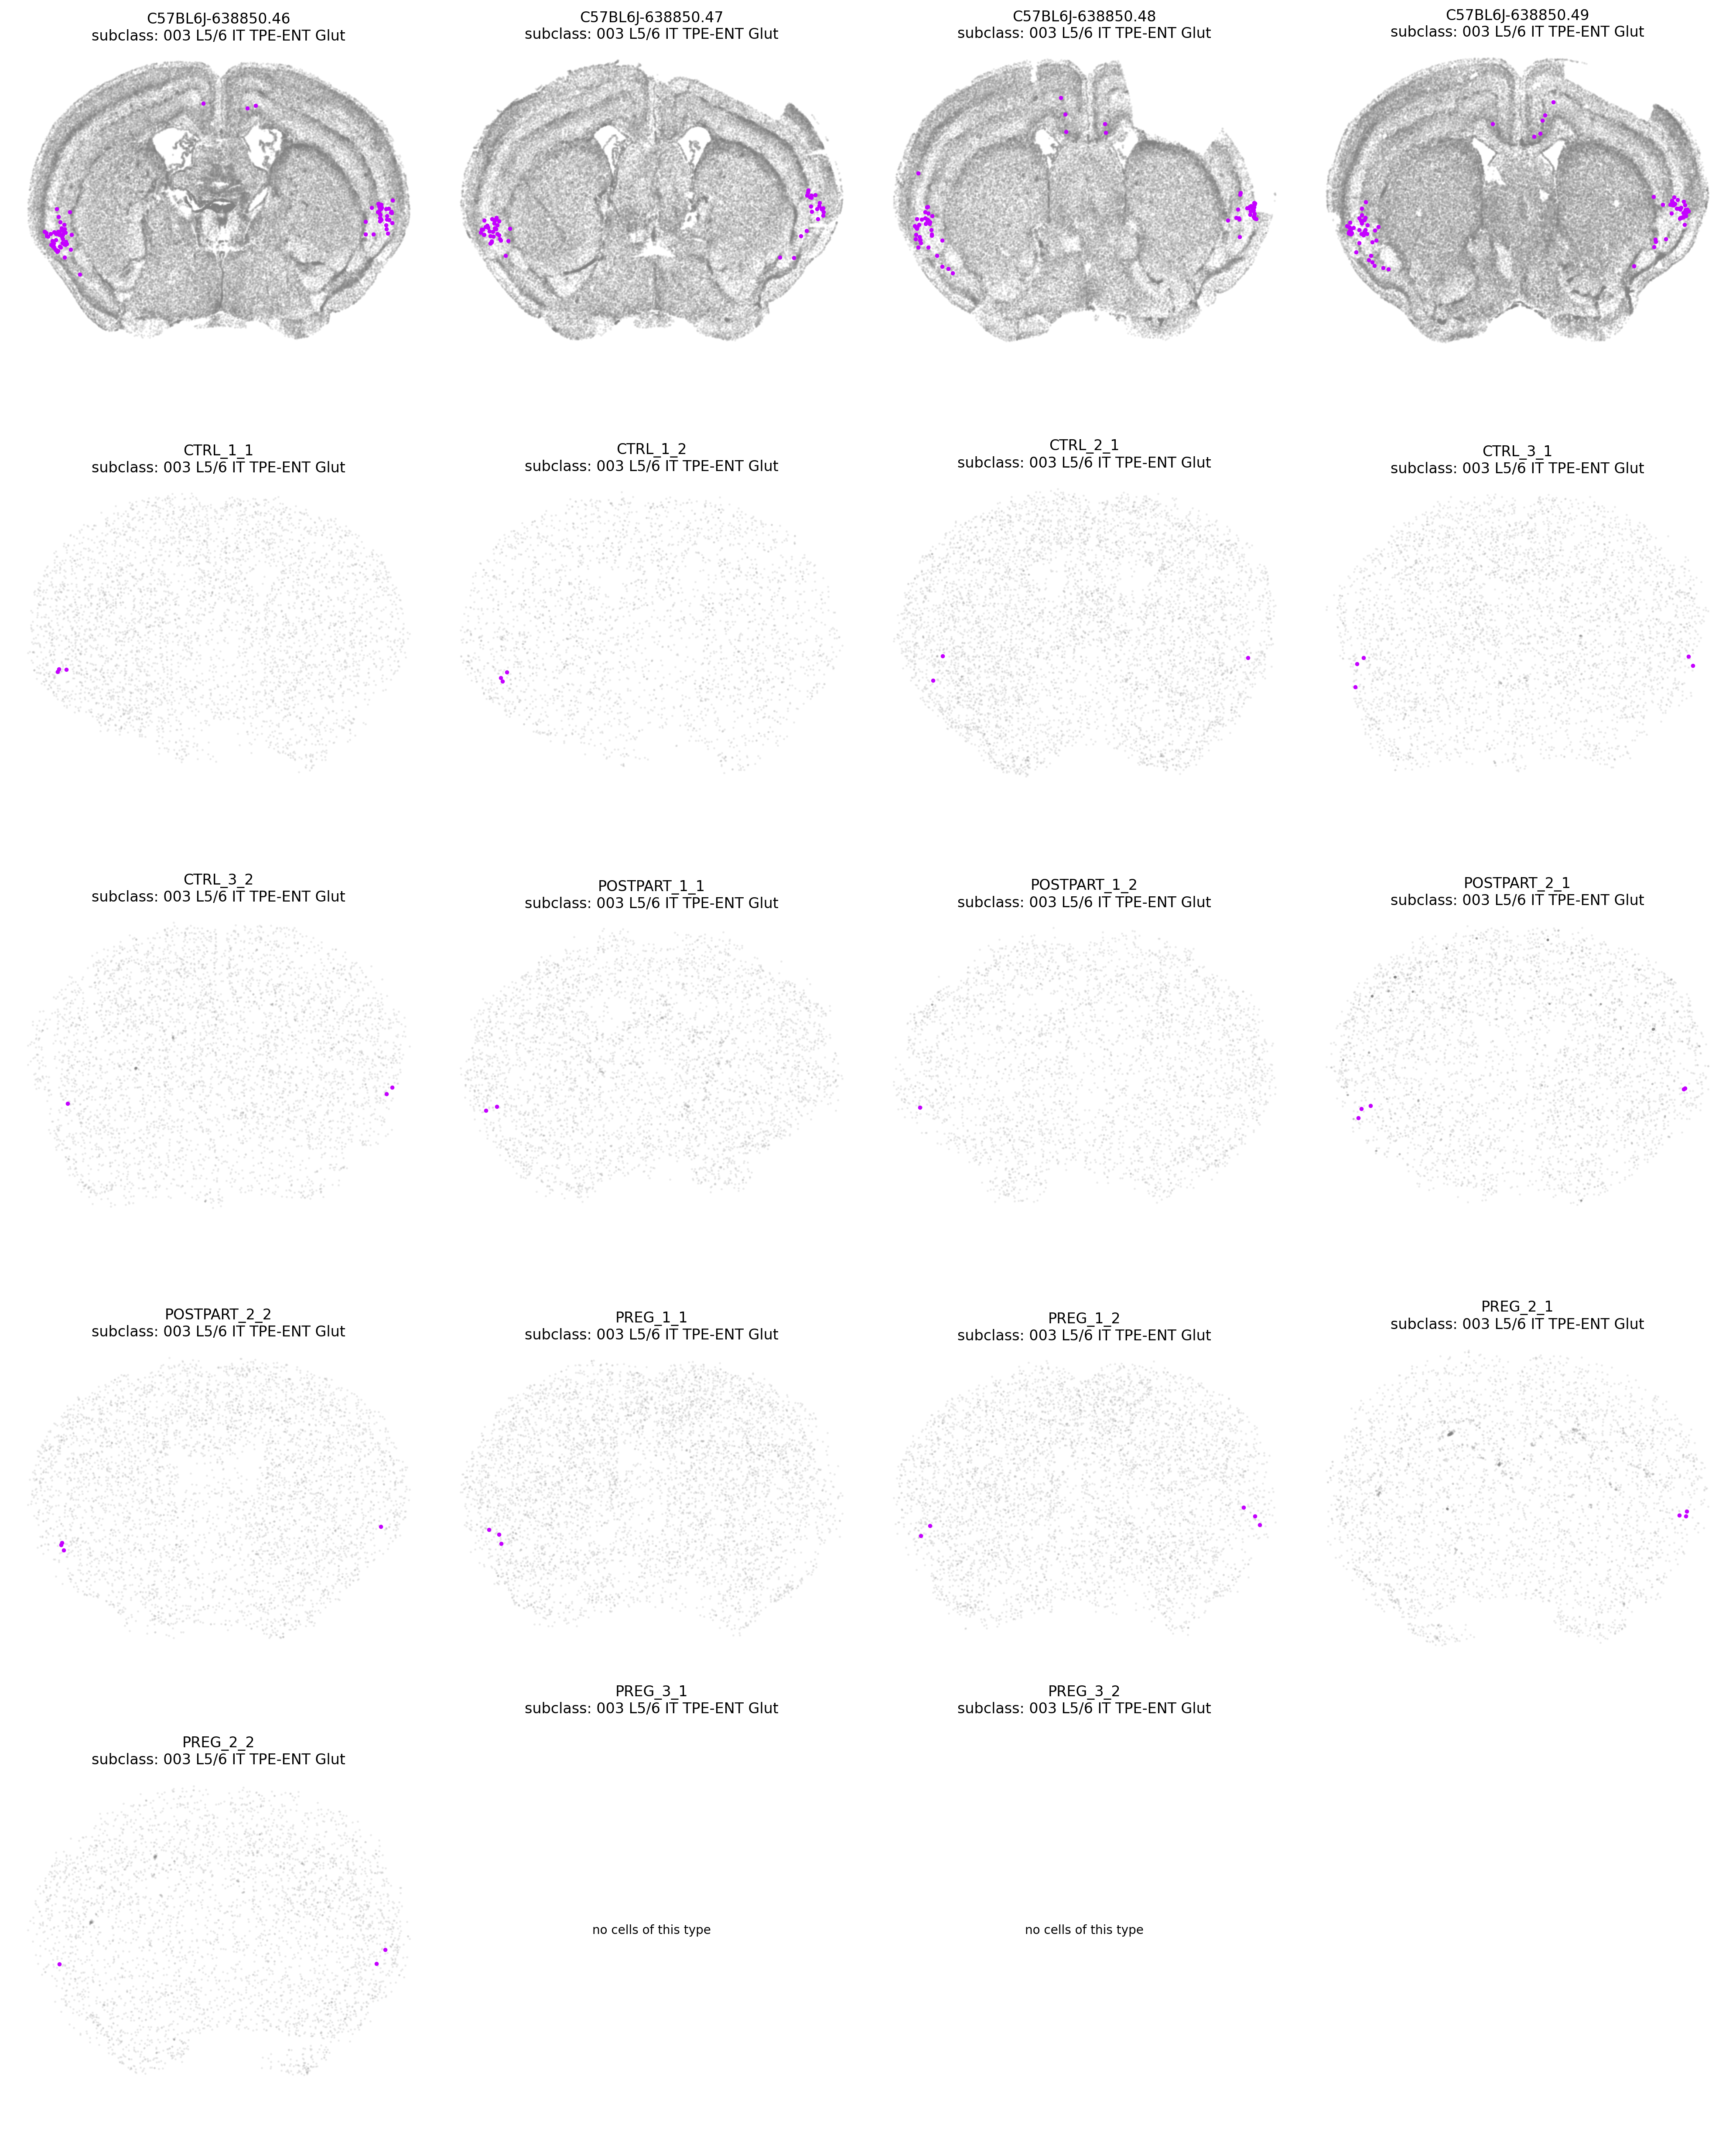 C57BL6J-638850.46
subclass: 003 L5/6 IT TPE-ENT Glut
C57BL6J-638850.47
subclass: 003 L5/6 IT TPE-ENT Glut
C57BL6J-638850.48
subclass: 003 L5/6 IT TPE-ENT Glut
C57BL6J-638850.49
subclass: 003 L5/6 IT TPE-ENT Glut
CTRL_1_1
subclass: 003 L5/6 IT TPE-ENT Glut
CTRL_1_2
subclass: 003 L5/6 IT TPE-ENT Glut
CTRL_2_1
subclass: 003 L5/6 IT TPE-ENT Glut
CTRL_3_1
subclass: 003 L5/6 IT TPE-ENT Glut
CTRL_3_2
subclass: 003 L5/6 IT TPE-ENT Glut
POSTPART_1_1
subclass: 003 L5/6 IT TPE-ENT Glut
POSTPART_1_2
subclass: 003 L5/6 IT TPE-ENT Glut
POSTPART_2_1
subclass: 003 L5/6 IT TPE-ENT Glut
POSTPART_2_2
subclass: 003 L5/6 IT TPE-ENT Glut
PREG_1_1
subclass: 003 L5/6 IT TPE-ENT Glut
PREG_1_2
subclass: 003 L5/6 IT TPE-ENT Glut
PREG_2_1
subclass: 003 L5/6 IT TPE-ENT Glut
PREG_2_2
subclass: 003 L5/6 IT TPE-ENT Glut
PREG_3_1
subclass: 003 L5/6 IT TPE-ENT Glut
no cells of this type
PREG_3_2
subclass: 003 L5/6 IT TPE-ENT Glut
no cells of this type